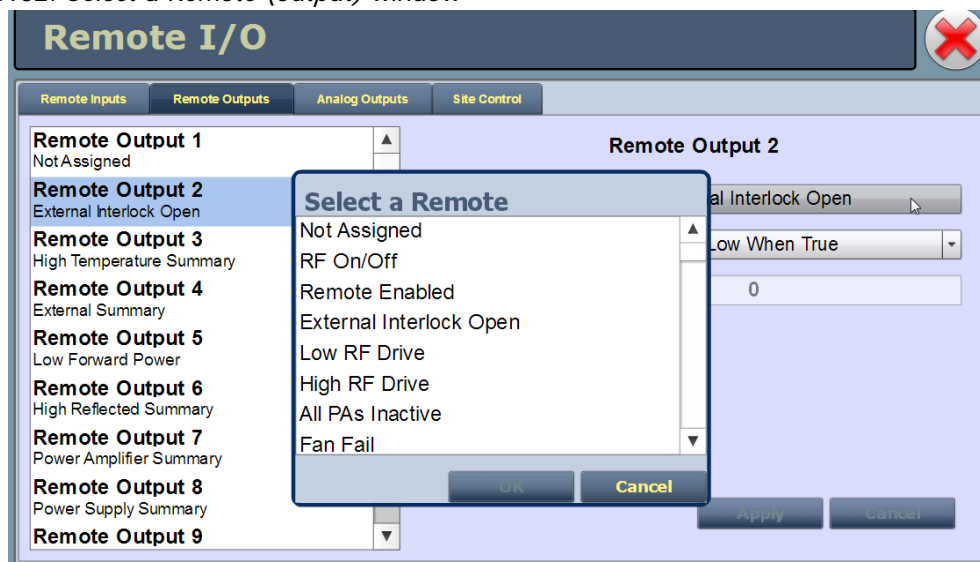 Select a Remote (output) window
Remote I/O
Remote Inputs
Remote Outputs
Analog Outputs
Site Control
Remote Output 1
Not Assigned
Remote Output 2
External Interlock Open
Remote Output 3
High Temperature Summary
Remote Output 4
External Summary
Remote Output 5
Low Forward Power
Remote Output 6
High Reflected Summary
Remote Output 7
Power Amplifier Summary
Remote Output 8
Power Supply Summary
Remote Output 9
Select a Remote
Not Assigned
RF On/Off
Remote Enabled
External Interlock Open
Low RF Drive
High RF Drive
All PAs Inactive
Fan Fail
OK
Cancel
Remote Output 2
al Interlock Open
Low When True
0
Apply
Cancel